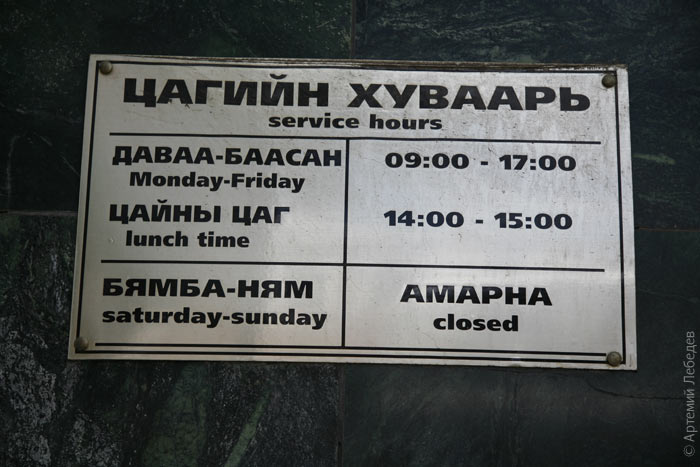 ЦАГИЙН ХУВААРЬ
service hours
ДАВАА-БААСАН 09:00 - 17:00
Monday-Friday
ЦАЙНЫ ЦАГ 14:00 - 15:00
lunch time
БЯМБА-НЯМ АМАРНА
saturday-sunday closed
© Артемий Лебедев